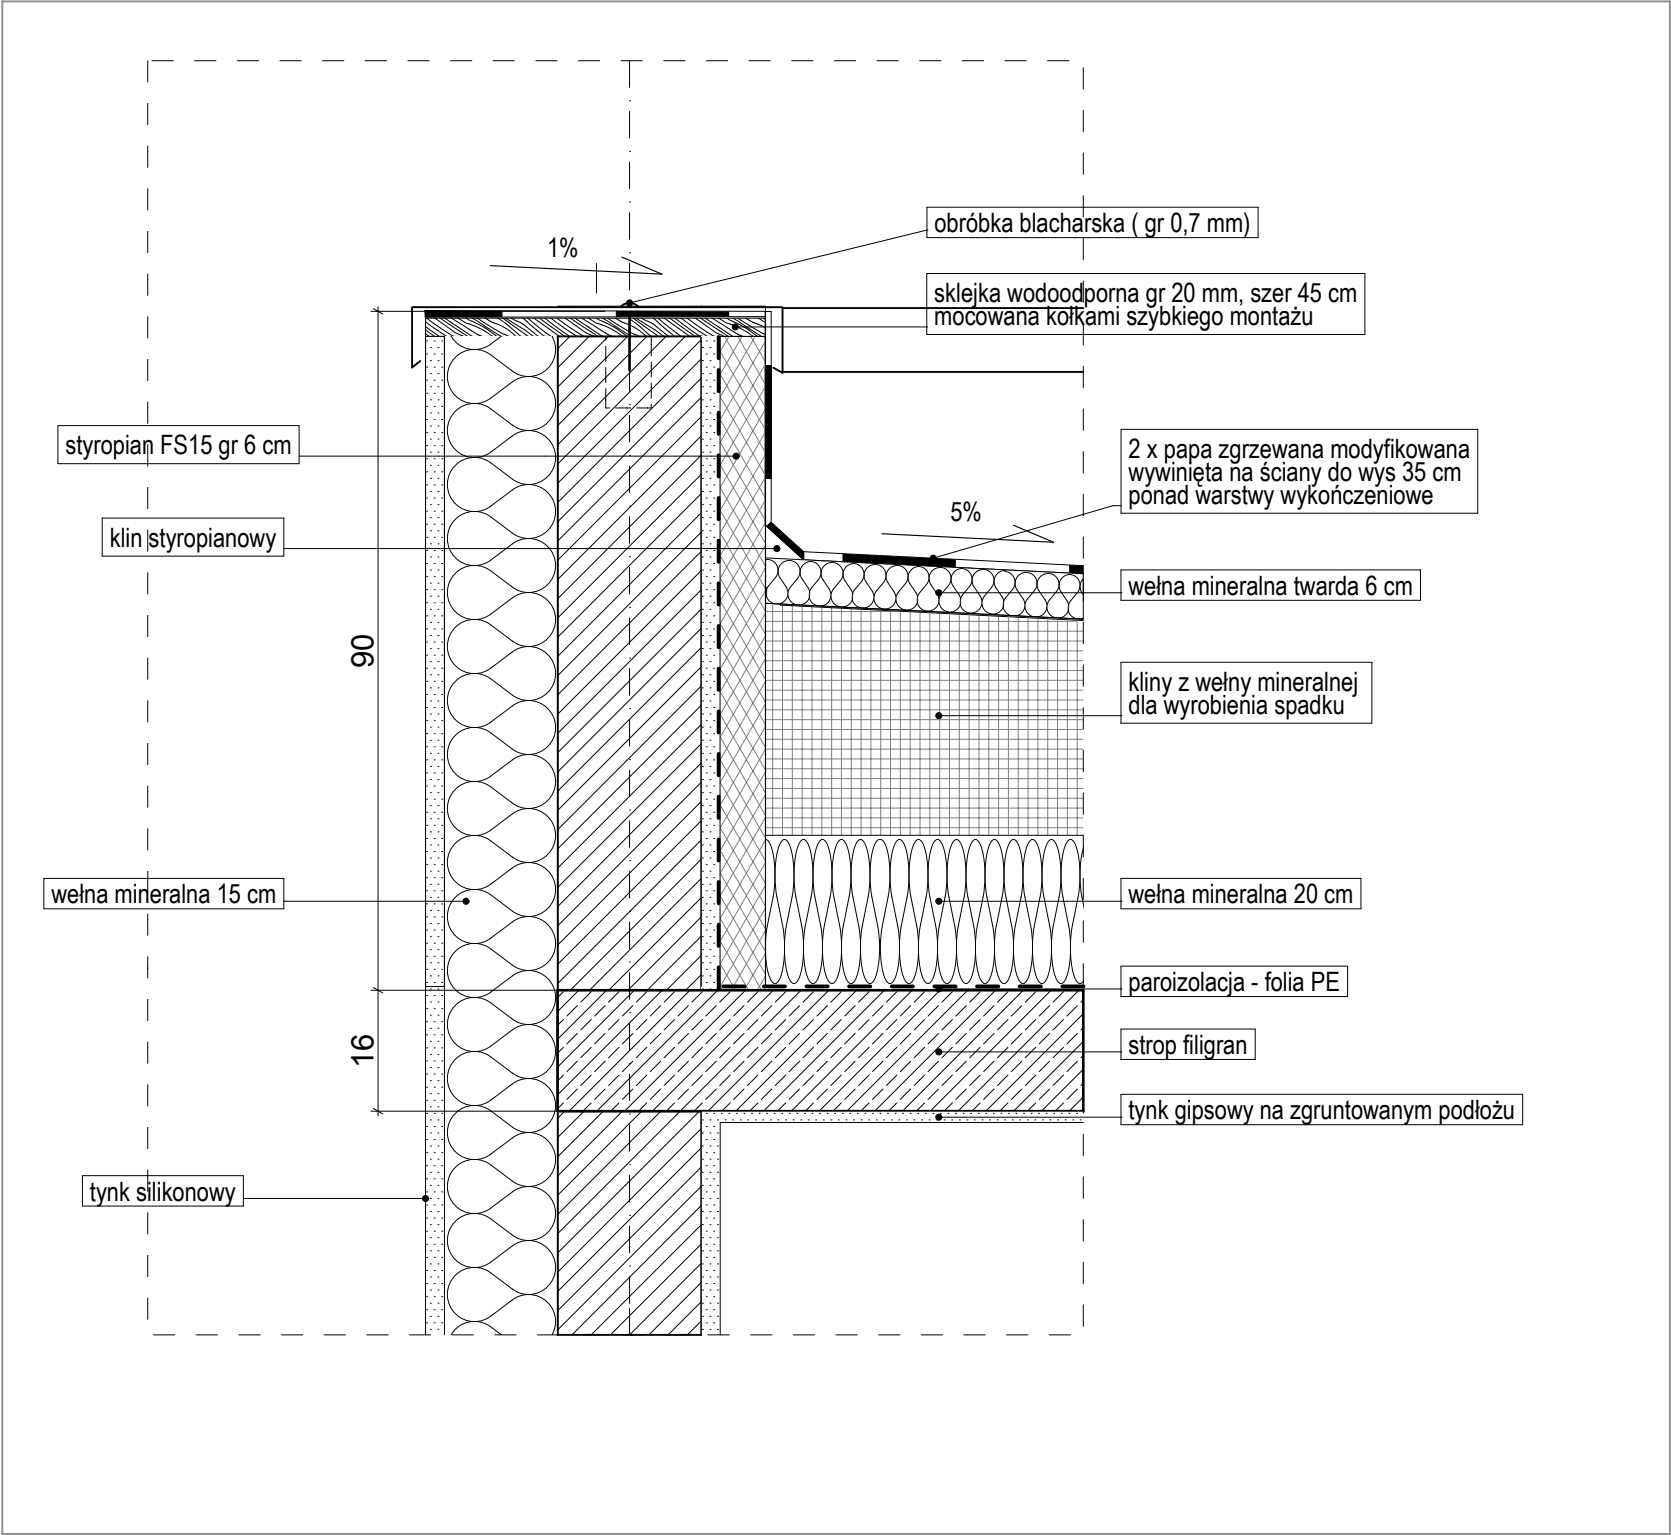 obróbka blacharska ( gr 0,7 mm)
1%
sklejka wodoodporna gr 20 mm, szer 45 cm
mocowana kołkami szybkiego montażu
styropian FS15 gr 6 cm
2 x papa zgrzewana modyfikowana
wywinięta na ściany do wys 35 cm
ponad warstwy wykończeniowe
5%
klin styropianowy
wełna mineralna twarda 6 cm
90
kliny z wełny mineralnej
dla wyrobienia spadku
wełna mineralna 15 cm
wełna mineralna 20 cm
paroizolacja - folia PE
16
strop filigran
tynk gipsowy na zgruntowanym podłożu
tynk silikonowy